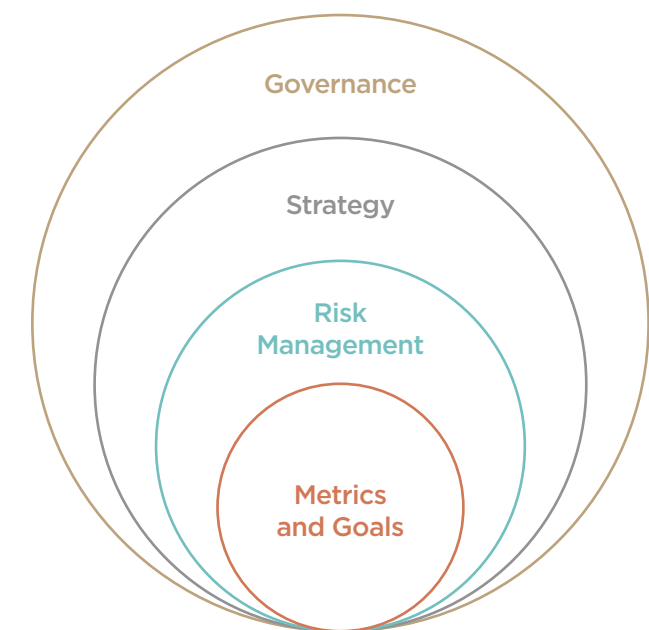 Governance
Strategy
Risk
Management
Metrics
and Goals